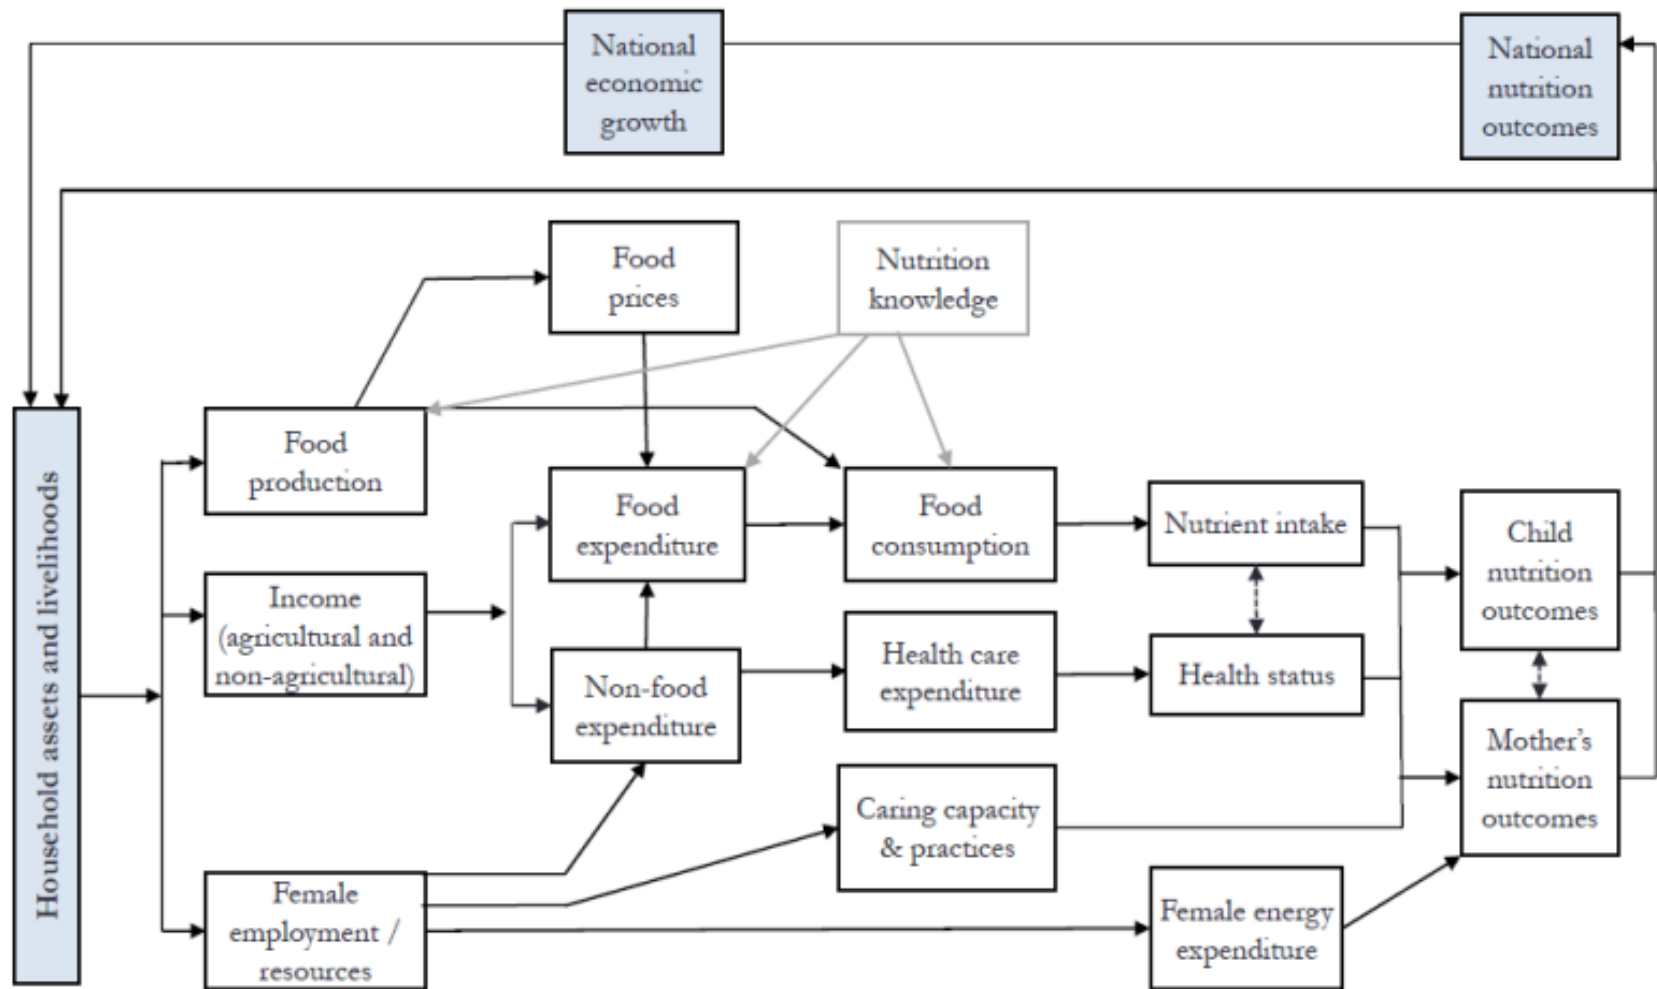 National
economic
growth
National
nutrition
outcomes
Food
prices
Nutrition
knowledge
Household assets and livelihoods
Food
production
Food
expenditure
Food
consumption
Nutrient intake
Child
nutrition
outcomes
Income
(agricultural and
non-agricultural)
Non-food
expenditure
Health care
expenditure
Health status
Mother's
nutrition
outcomes
Caring capacity
& practices
Female
employment /
resources
Female energy
expenditure